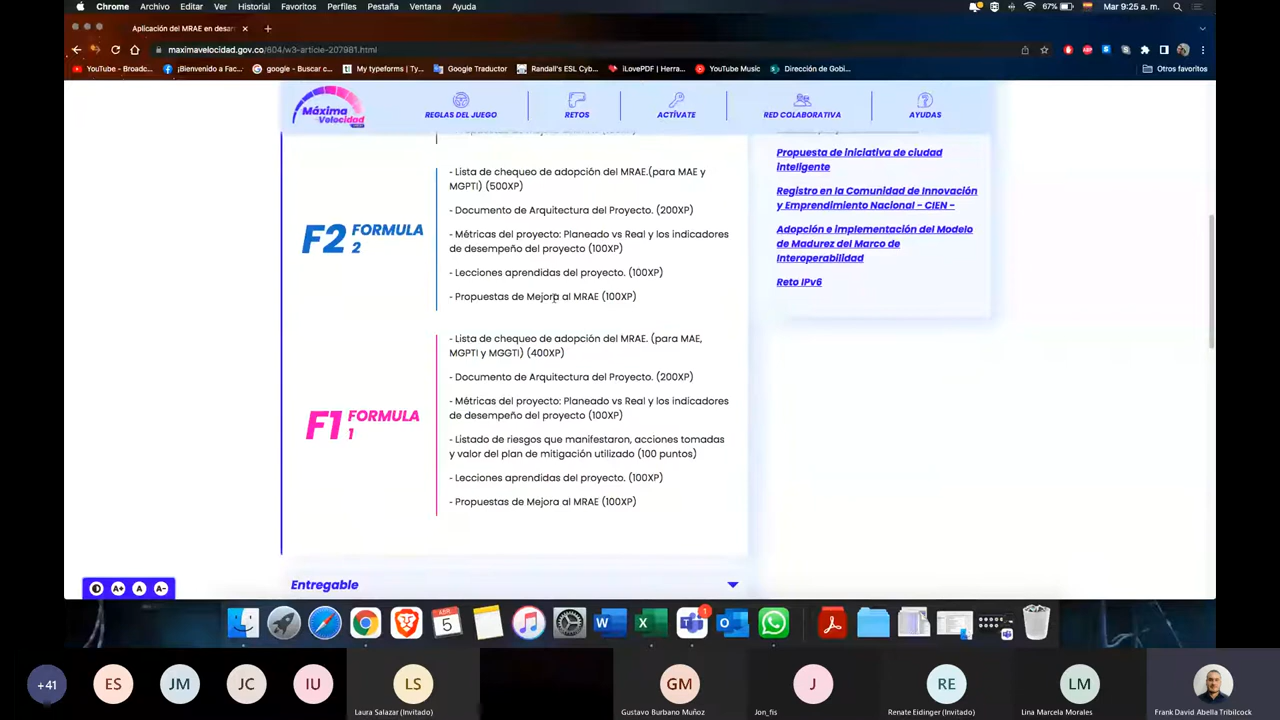 Chrome Archivo Editar Ver Historial Favoritos Perfiles Pestaña Ventana Ayuda
67% Mar 9:25 a. m.
Aplicación del MRAE en desar
maximavelocidad.gov.co/604/w3-article-207981.html
YouTube - Broadc... ¡Bienvenido a Fac... google - Buscar c... My typeforms | Ty... Google Traductor Randall's ESL Cyb... iLovePDF | Herra... YouTube Music Dirección de Gobi... Otros favoritos
Máxima
Velocidad
REGLAS DEL JUEGO
RETOS
ACTÍVATE
RED COLABORATIVA
AYUDAS
- Lista de chequeo de adopción del MRAE.(para MAE y
MGPTI) (500XP)
- Documento de Arquitectura del Proyecto. (200XP)
F2 FORMULA
2
- Métricas del proyecto: Planeado vs Real y los indicadores
de desempeño del proyecto (100XP)
- Lecciones aprendidas del proyecto. (100XP)
- Propuestas de Mejora al MRAE (100XP)
- Lista de chequeo de adopción del MRAE. (para MAE,
MGPTI y MGGTI) (400XP)
- Documento de Arquitectura del Proyecto. (200XP)
- Métricas del proyecto: Planeado vs Real y los indicadores
de desempeño del proyecto (100XP)
F1 FORMULA
1
- Listado de riesgos que manifestaron, acciones tomadas
y valor del plan de mitigación utilizado (100 puntos)
- Lecciones aprendidas del proyecto. (100XP)
- Propuestas de Mejora al MRAE (100XP)
Propuesta de iniciativa de ciudad
inteligente
Registro en la Comunidad de Innovación
y Emprendimiento Nacional - CIEN -
Adopción e implementación del Modelo
de Madurez del Marco de
Interoperabilidad
Reto IPv6
Entregable
A+ A A-
ABR
5
1
+41 ES JM JC IU LS GM J RE LM
Laura Salazar (Invitado) Gustavo Burbano Muñoz Jon_fis Renate Eidinger (Invitado) Lina Marcela Morales Frank David Abella Tribilcock